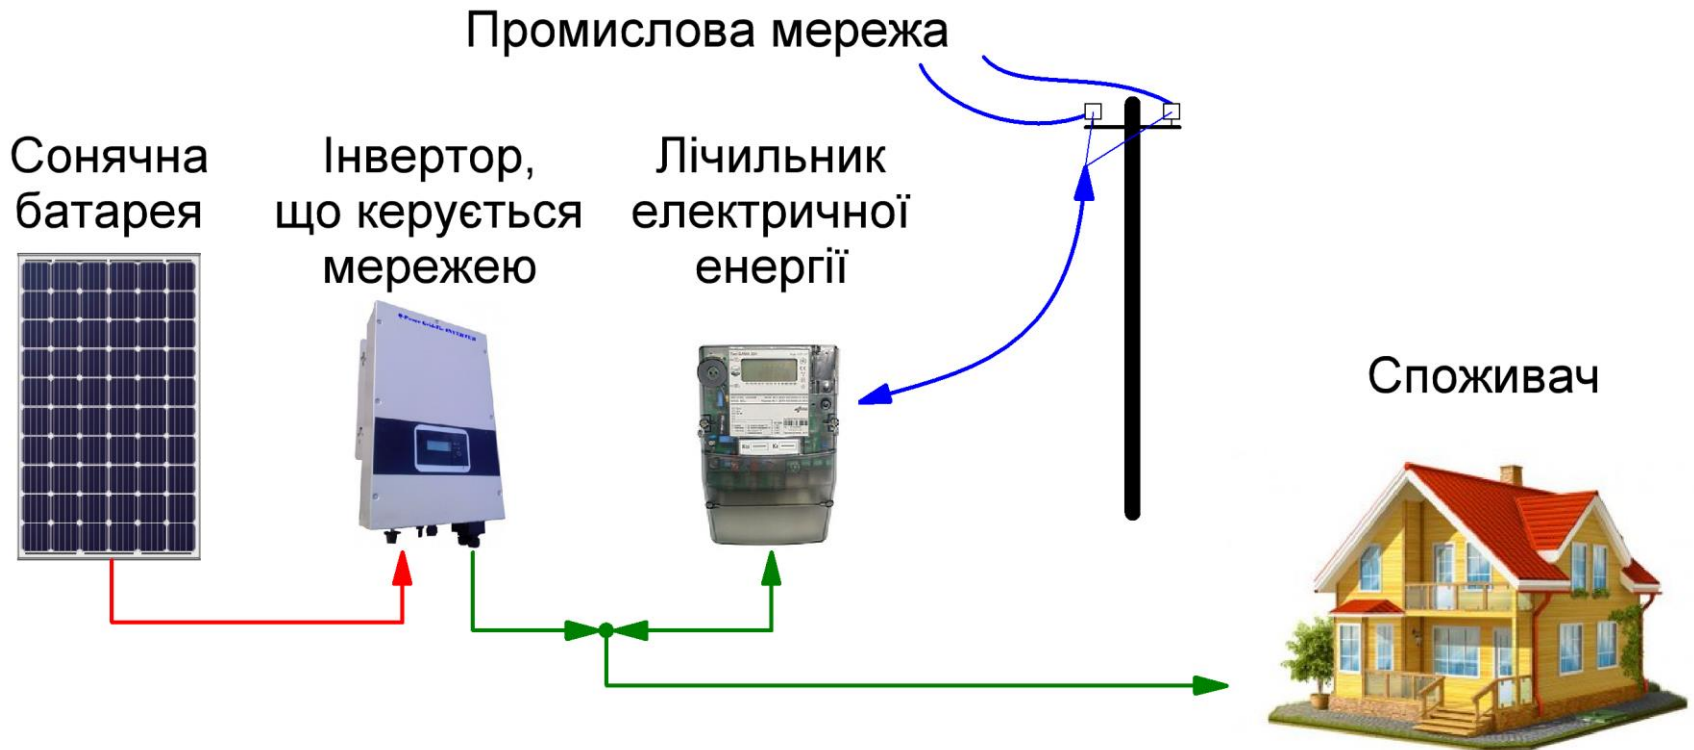 Промислова мережа
Сонячна
батарея
Інвертор,
що керується
мережею
Лічильник
електричної
енергії
Споживач